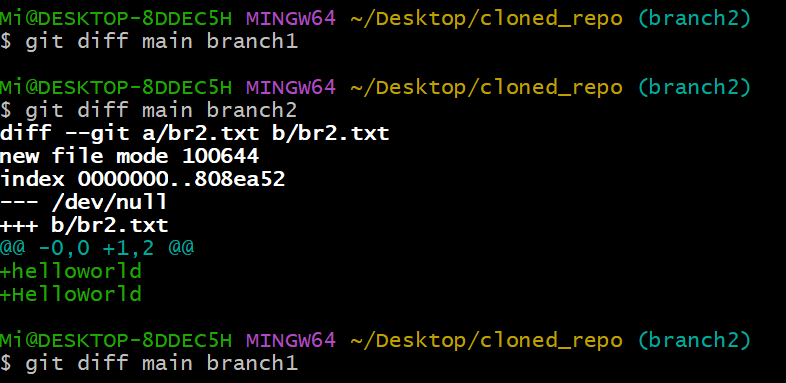 Mi@DESKTOP-8DDEC5H MINGW64 ~/Desktop/cloned_repo (branch2)
$ git diff main branch1
Mi@DESKTOP-8DDEC5H MINGW64 ~/Desktop/cloned_repo (branch2)
$ git diff main branch2
diff --git a/br2.txt b/br2.txt
new file mode 100644
index 0000000..808ea52
--- /dev/null
+++ b/br2.txt
@@ -0,0 +1,2 @@
+helloworld
+HelloWorld
Mi@DESKTOP-8DDEC5H MINGW64 ~/Desktop/cloned_repo (branch2)
$ git diff main branch1